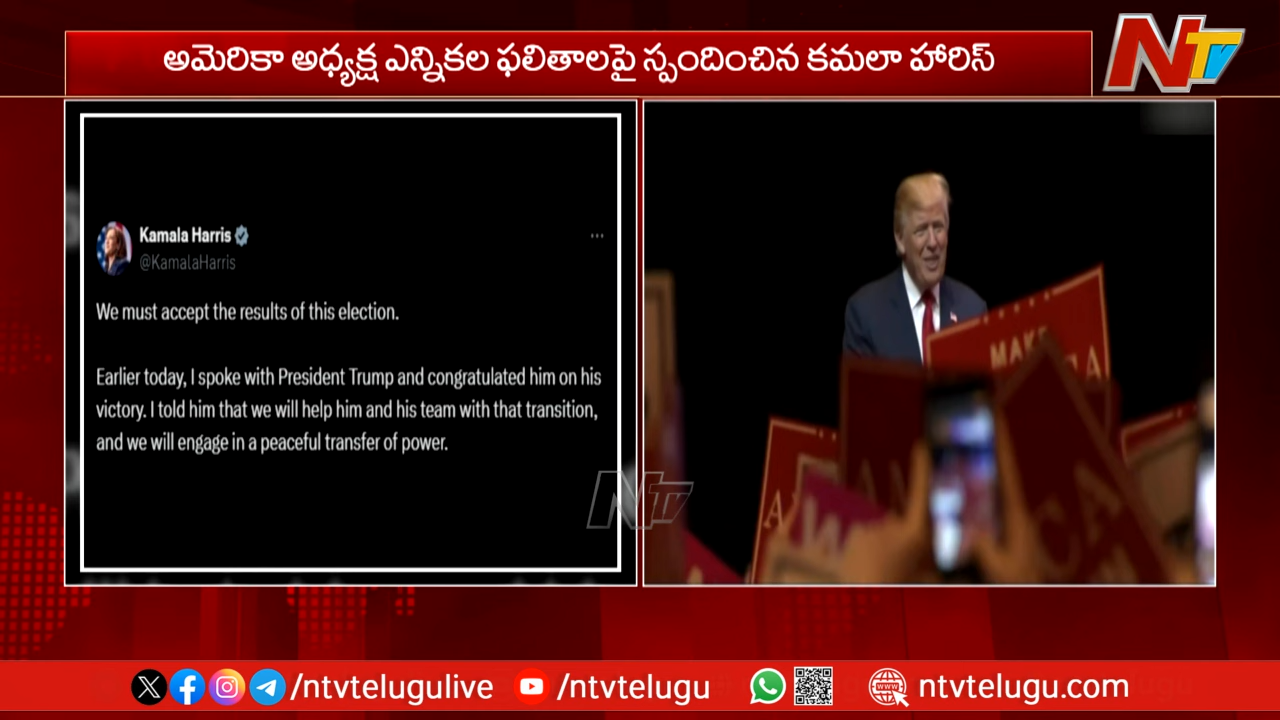 అమెరికా అధ్యక్ష ఎన్నికల ఫలితాలపై స్పందించిన కమలా హారిస్
NTV
Kamala Harris
@KamalaHarris
We must accept the results of this election.
Earlier today, I spoke with President Trump and congratulated him on his
victory. I told him that we will help him and his team with that transition,
and we will engage in a peaceful transfer of power.
MAKE
NTV
/ntvtelugulive
/ntvtelugu
ntvtelugu.com